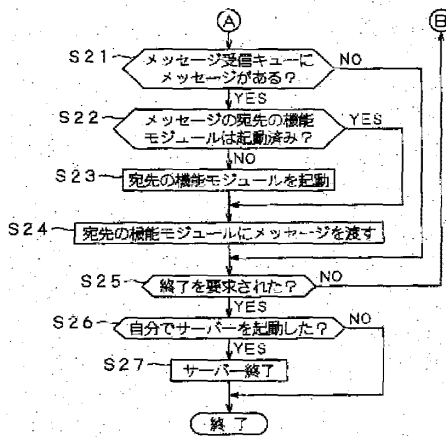 A
B
S21
メッセージ受信キューに
メッセージがある？
NO
YES
S22
メッセージの宛先の機能
モジュールは起動済み？
YES
NO
S23
宛先の機能モジュールを起動
S24
宛先の機能モジュールにメッセージを渡す
S25
終了を要求された？
NO
YES
S26
自分でサーバーを起動した？
NO
YES
S27
サーバー終了
終了